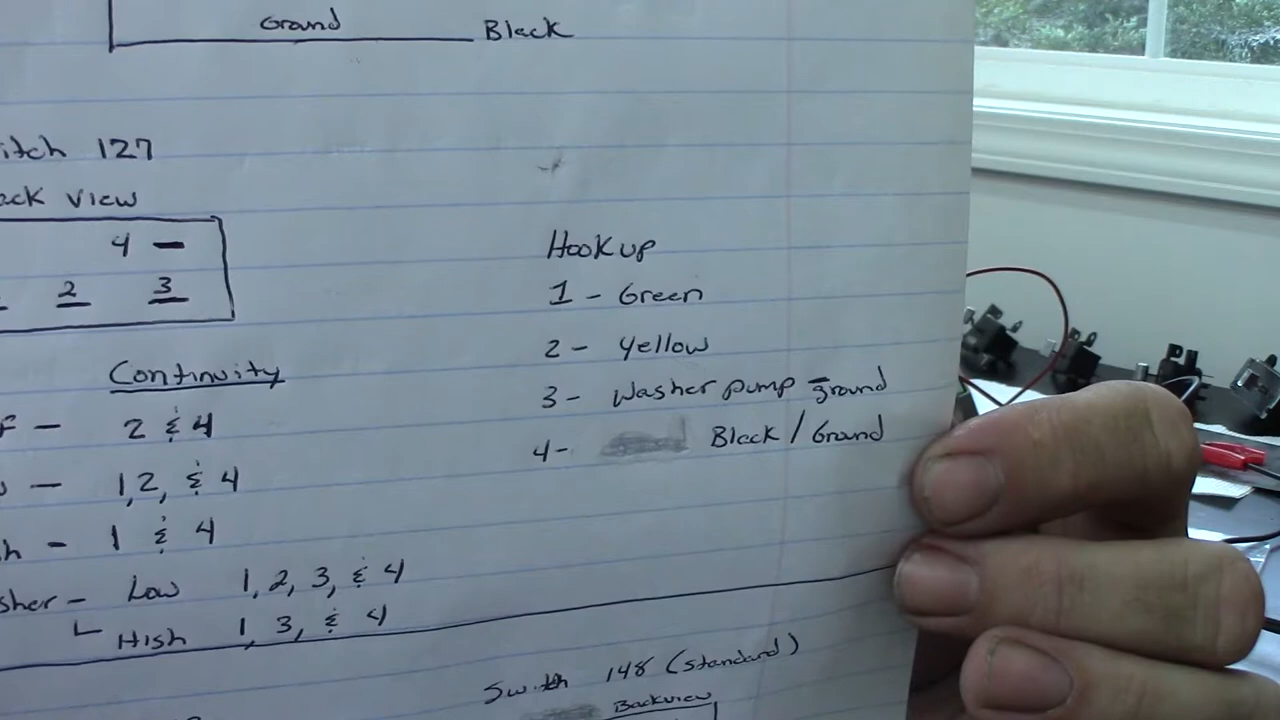 Ground Black
itch 127
ack view
4 -
2 3
Hookup
1 - Green
2 - Yellow
3 - Washer pump ground
4- Black / Ground
Continuity
F - 2 & 4
- 1, 2, & 4
h - 1 & 4
sher - Low 1, 2, 3, & 4
High 1, 3, & 4
Switch 148 (standard)
Backview